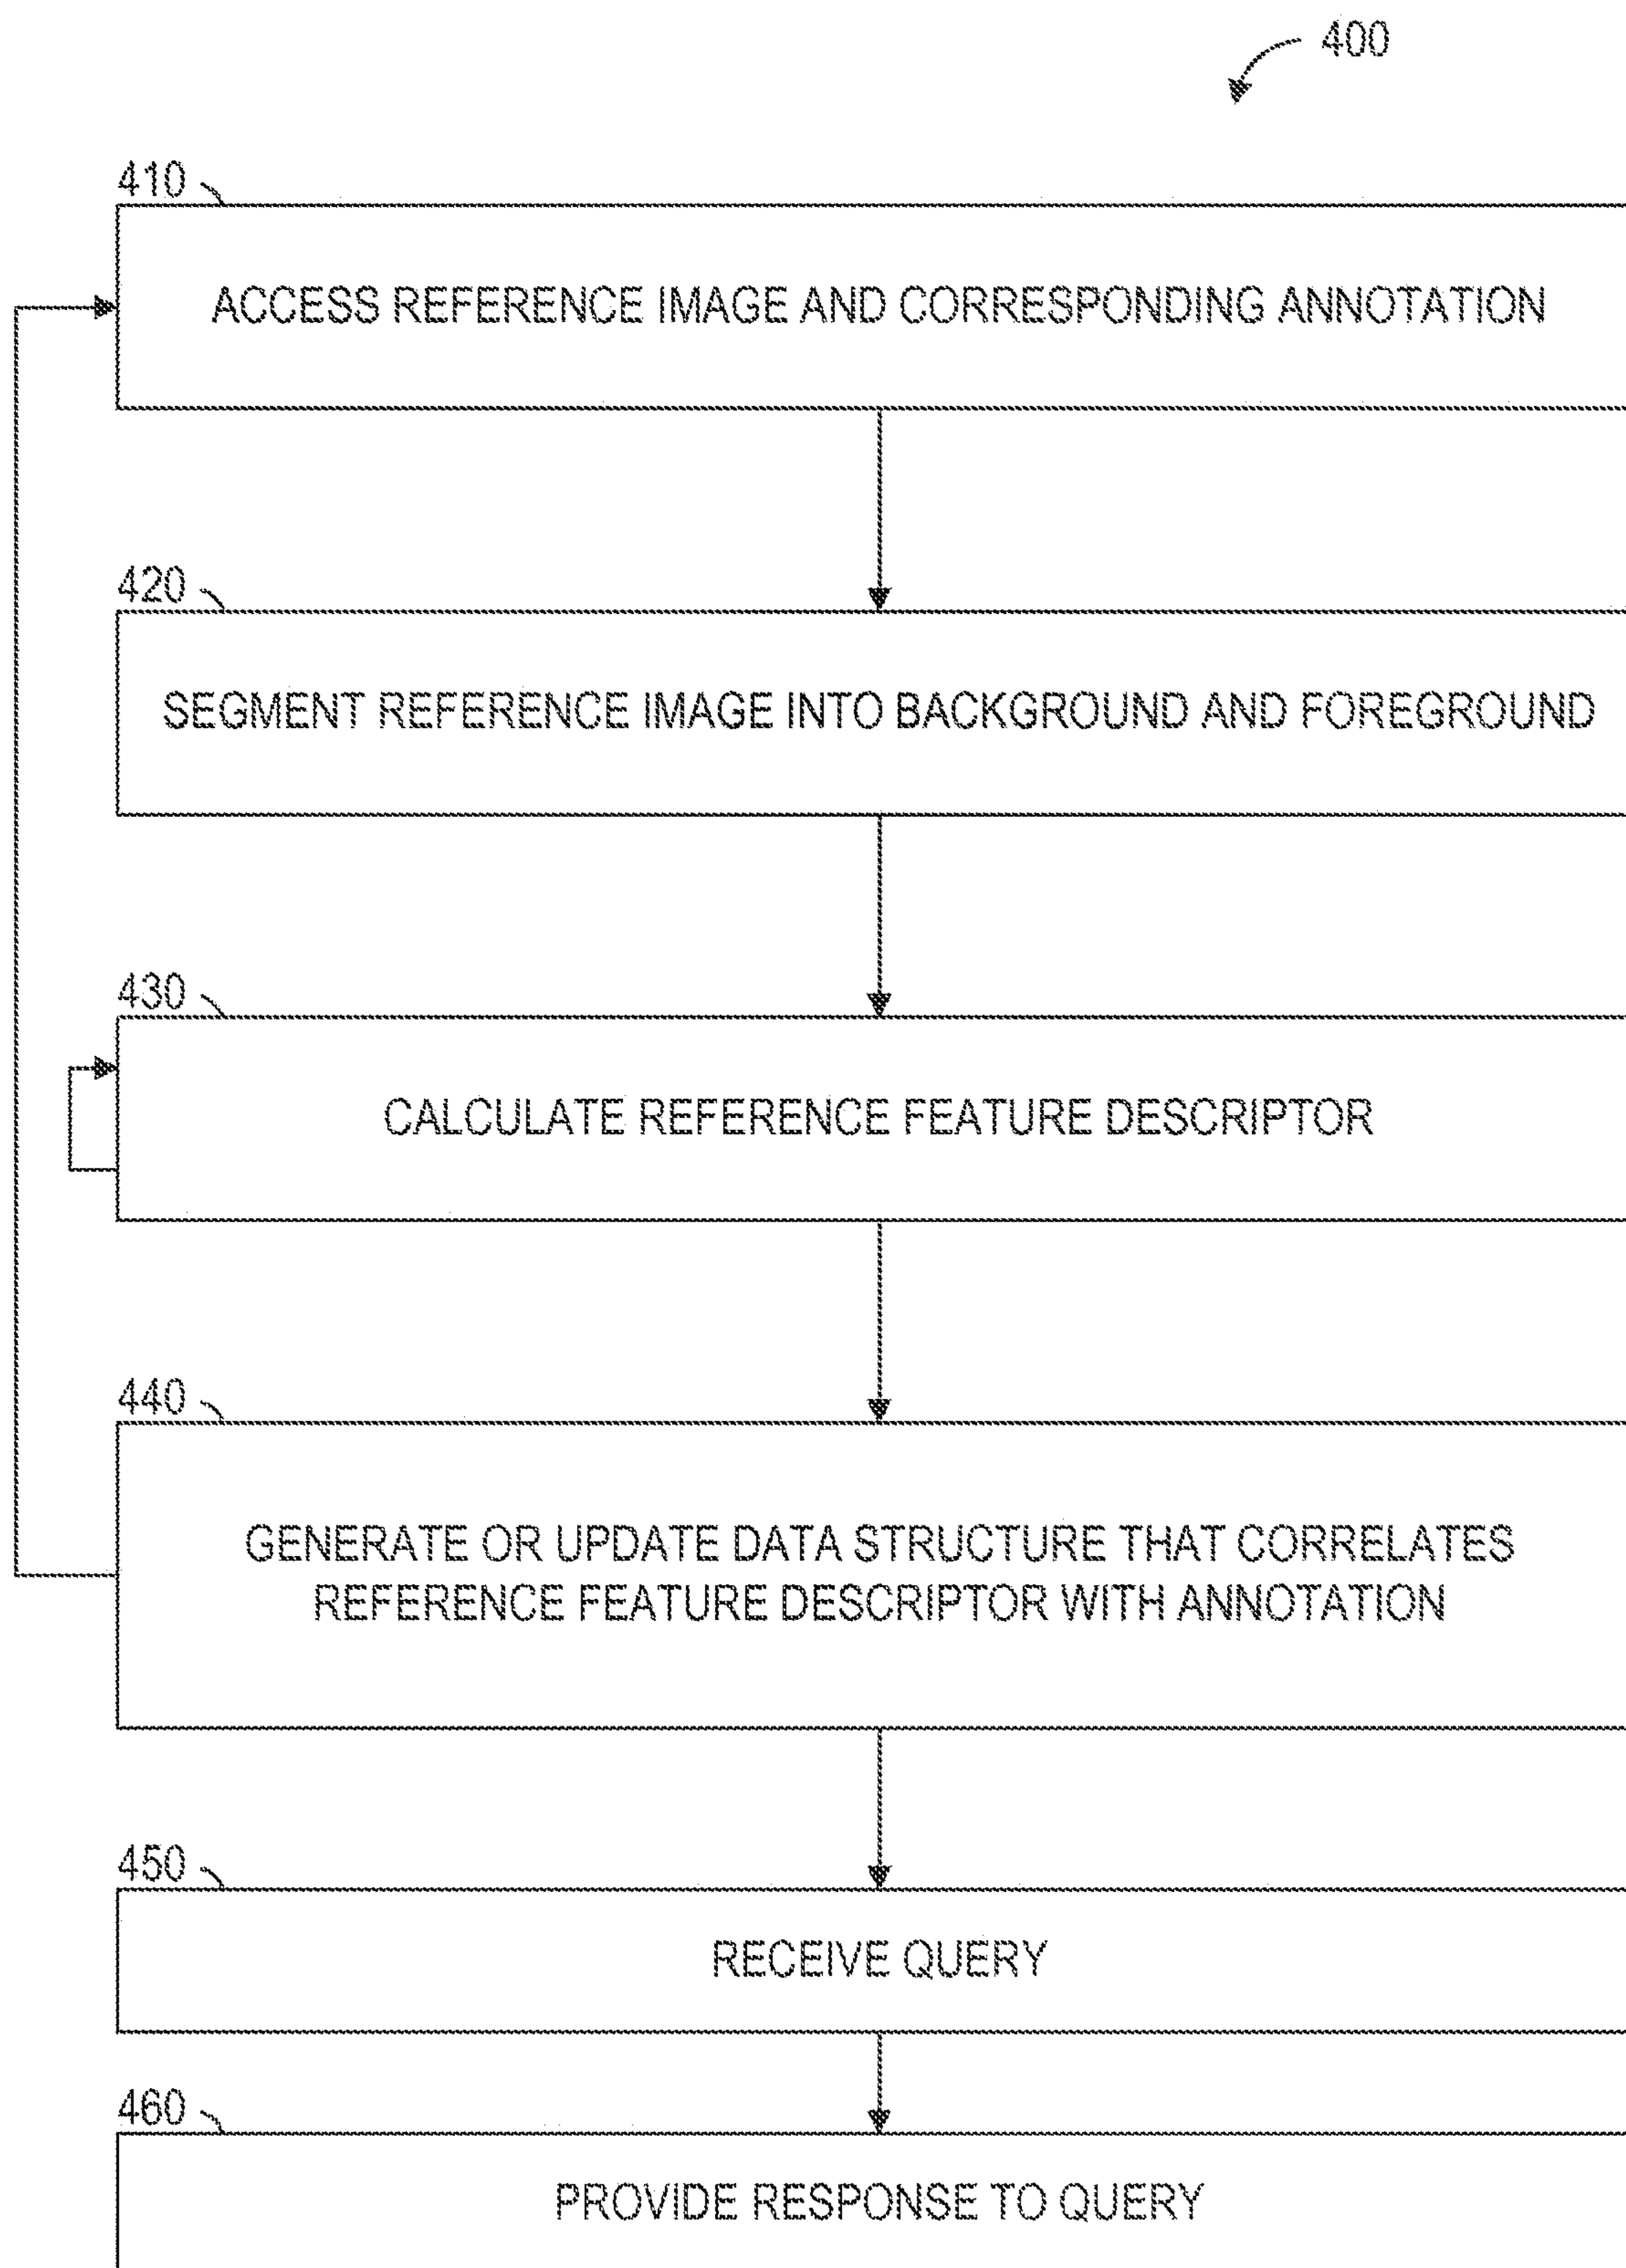 400
410
ACCESS REFERENCE IMAGE AND CORRESPONDING ANNOTATION
420
SEGMENT REFERENCE IMAGE INTO BACKGROUND AND FOREGROUND
430
CALCULATE REFERENCE FEATURE DESCRIPTOR
440
GENERATE OR UPDATE DATA STRUCTURE THAT CORRELATES
REFERENCE FEATURE DESCRIPTOR WITH ANNOTATION
450
RECEIVE QUERY
460
PROVIDE RESPONSE TO QUERY